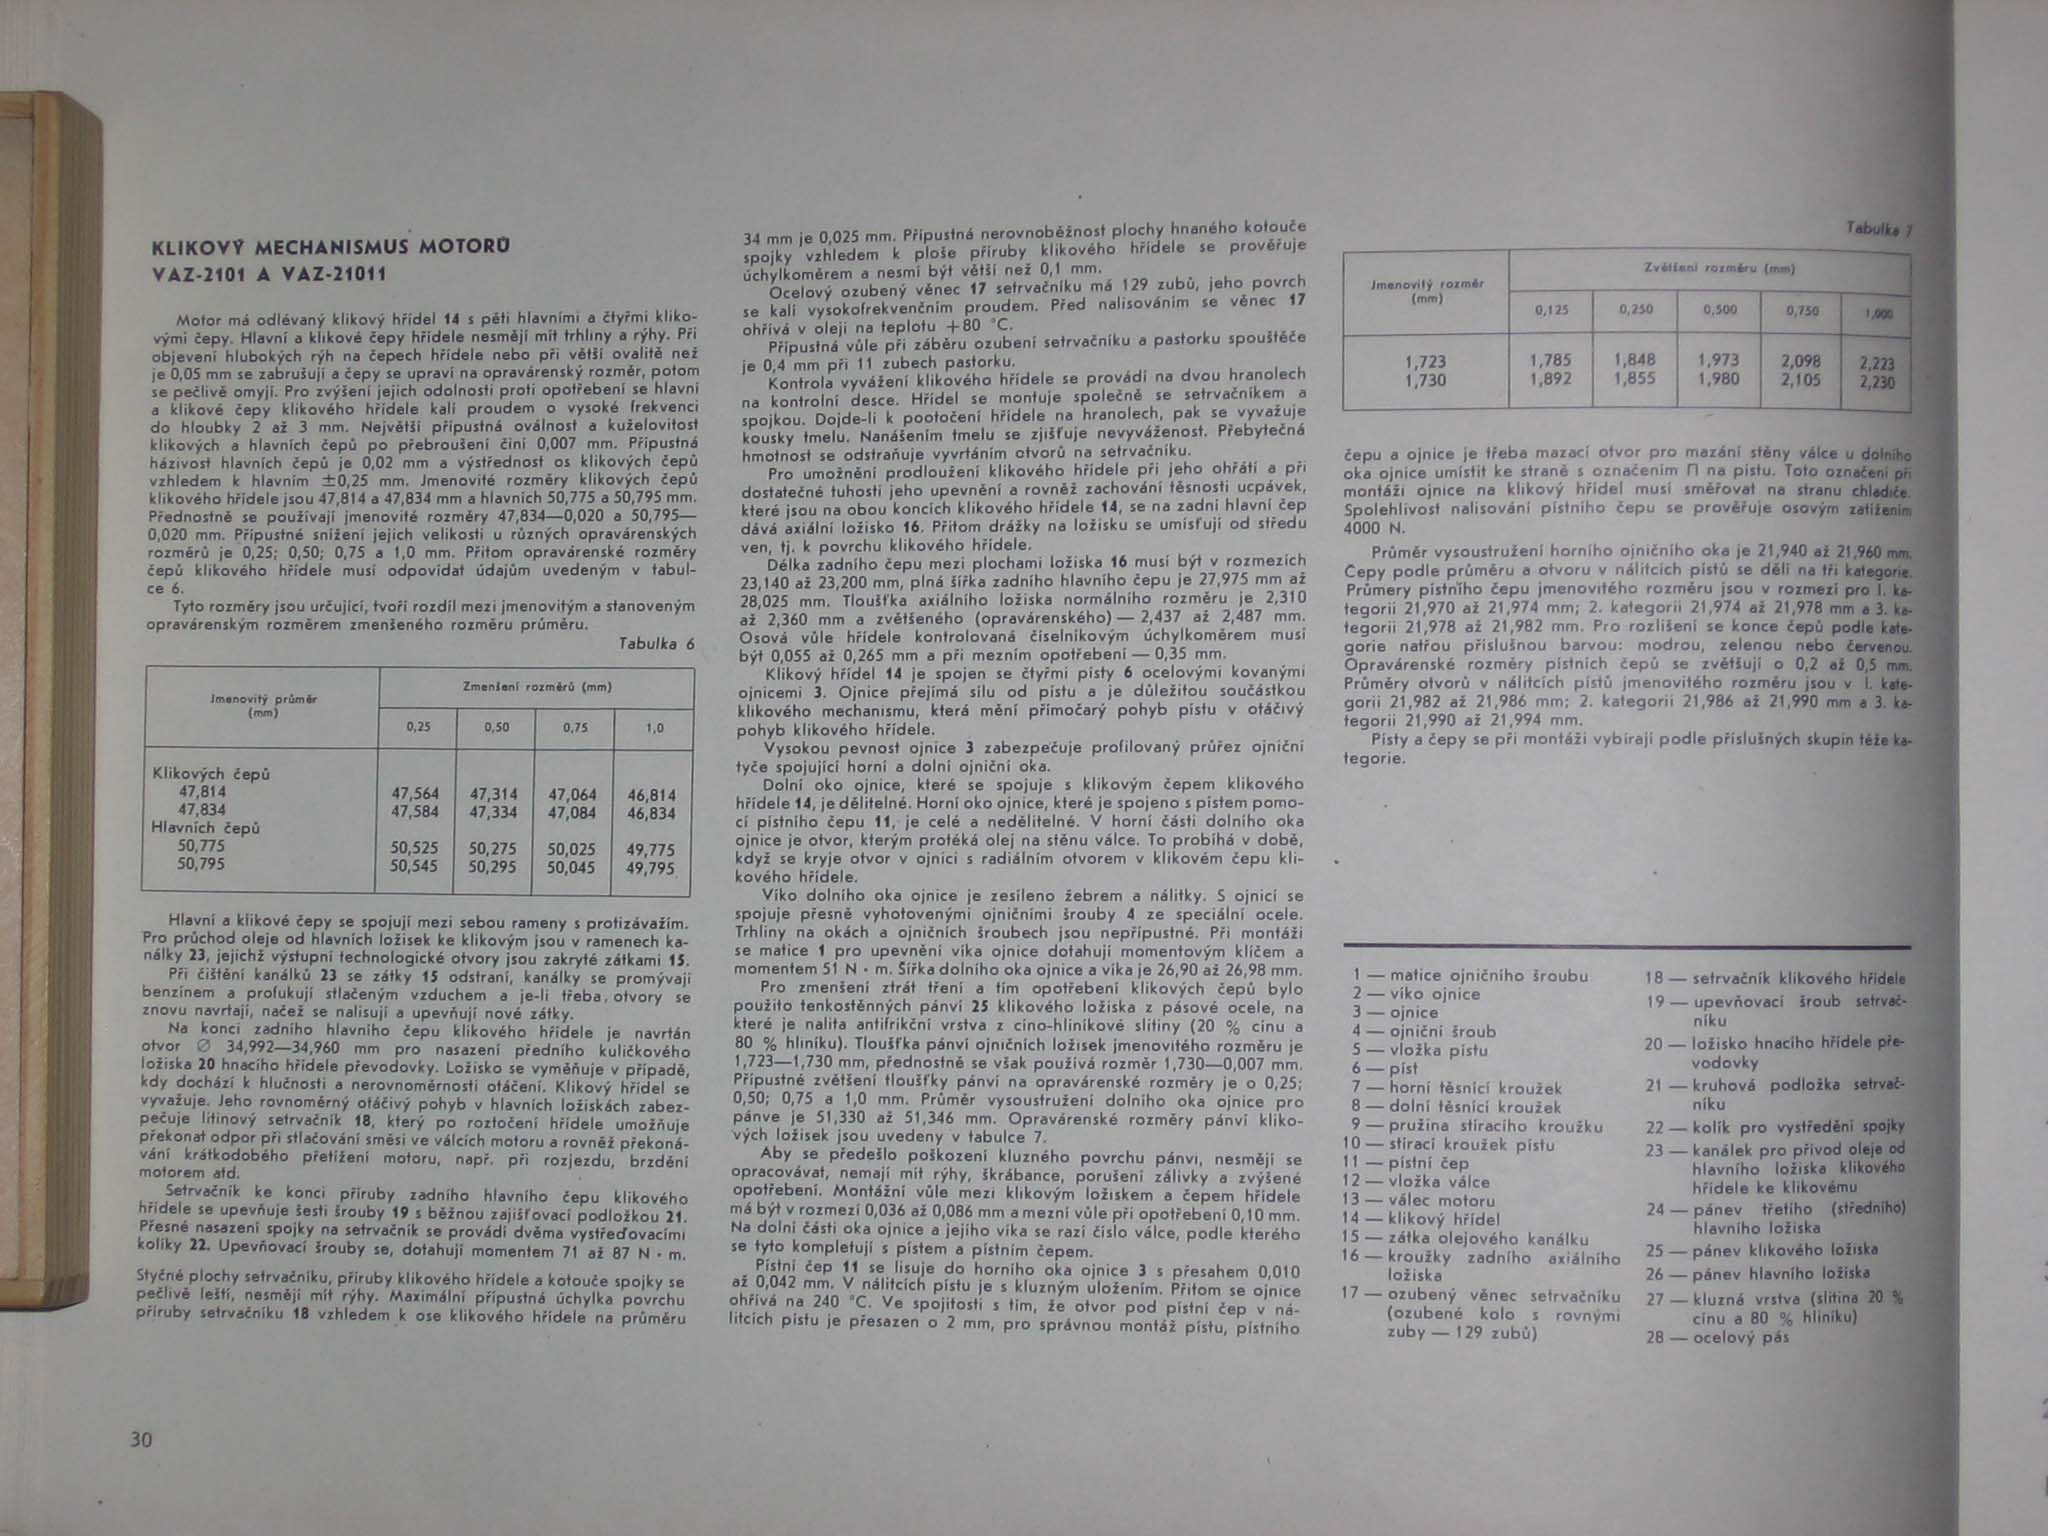 KLIKOVÝ MECHANISMUS MOTORŮ
VAZ-2101 A VAZ-21011
Motor má odlévaný klikový hřídel 14 s pěti hlavními a čtyřmi kliko-
vými čepy. Hlavní a klikové čepy hřídele nesmějí mít trhliny a rýhy. Při
objevení hlubokých rýh na čepech hřídele nebo při větší ovalitě než
je 0,05 mm se zabrušují a čepy se upraví na opravárenský rozměr, potom
se pečlivě omyjí. Pro zvýšení jejich odolnosti proti opotřebení se hlavní
a klikové čepy klikového hřídele kalí proudem o vysoké frekvenci
do hloubky 2 až 3 mm. Největší přípustná oválnost a kuželovitost
klikových a hlavních čepů po přebroušení činí 0,007 mm. Přípustná
házivost hlavních čepů je 0,02 mm a výstřednost os klikových čepů
vzhledem k hlavním ±0,25 mm. Jmenovité rozměry klikových čepů
klikového hřídele jsou 47,814 a 47,834 mm a hlavních 50,775 a 50,795 mm.
Přednostně se používají jmenovité rozměry 47,834—0,020 a 50,795—
0,020 mm. Přípustné snížení jejich velikosti u různých opravárenských
rozměrů je 0,25; 0,50; 0,75 a 1,0 mm. Přitom opravárenské rozměry
čepů klikového hřídele musí odpovídat údajům uvedeným v tabul-
ce 6.
Tyto rozměry jsou určující, tvoří rozdíl mezi jmenovitým a stanoveným
opravárenským rozměrem zmenšeného rozměru průměru.
Tabulka 6
Jmenovitý průměr
(mm)
Zmenšení rozměrů (mm)
0,25 0,50 0,75 1,0
Klikových čepů
47,814 47,564 47,314 47,064 46,814
47,834 47,584 47,334 47,084 46,834
Hlavních čepů
50,775 50,525 50,275 50,025 49,775
50,795 50,545 50,295 50,045 49,795
Hlavní a klikové čepy se spojují mezi sebou rameny s protizávažím.
Pro průchod oleje od hlavních ložisek ke klikovým jsou v ramenech ka-
nálky 23, jejichž výstupní technologické otvory jsou zakryté zátkami 15.
Při čištění kanálků 23 se zátky 15 odstraní, kanálky se promývají
benzínem a profukují stlačeným vzduchem a je-li třeba, otvory se
znovu navrtají, načež se nalisují a upevňují nové zátky.
Na konci zadního hlavního čepu klikového hřídele je navrtán
otvor ∅ 34,992—34,960 mm pro nasazení předního kuličkového
ložiska 20 hnacího hřídele převodovky. Ložisko se vyměňuje v případě,
kdy dochází k hlučnosti a nerovnoměrnosti otáčení. Klikový hřídel se
vyvažuje. Jeho rovnoměrný otáčivý pohyb v hlavních ložiskách zabez-
pečuje litinový setrvačník 18, který po roztočení hřídele umožňuje
překonat odpor při stlačování směsi ve válcích motoru a rovněž překoná-
vání krátkodobého přetížení motoru, např. při rozjezdu, brzdění
motorem atd.
Setrvačník ke konci příruby zadního hlavního čepu klikového
hřídele se upevňuje šesti šrouby 19 s běžnou zajišťovací podložkou 21.
Přesné nasazení spojky na setrvačník se provádí dvěma vystřeďovacími
kolíky 22. Upevňovací šrouby se, dotahují momentem 71 až 87 N · m.
Styčné plochy setrvačníku, příruby klikového hřídele a kotouče spojky se
pečlivě leští, nesmějí mít rýhy. Maximální přípustná úchylka povrchu
příruby setrvačníku 18 vzhledem k ose klikového hřídele na průměru
30
34 mm je 0,025 mm. Přípustná nerovnoběžnost plochy hnaného kotouče
spojky vzhledem k ploše příruby klikového hřídele se prověřuje
úchylkoměrem a nesmí být větší než 0,1 mm.
Ocelový ozubený věnec 17 setrvačníku má 129 zubů, jeho povrch
se kalí vysokofrekvenčním proudem. Před nalisováním se věnec 17
ohřívá v oleji na teplotu +80 °C.
Přípustná vůle při záběru ozubení setrvačníku a pastorku spouštěče
je 0,4 mm při 11 zubech pastorku.
Kontrola vyvážení klikového hřídele se provádí na dvou hranolech
na kontrolní desce. Hřídel se montuje společně se setrvačníkem a
spojkou. Dojde-li k pootočení hřídele na hranolech, pak se vyvažuje
kousky tmelu. Nanášením tmelu se zjišťuje nevyváženost. Přebytečná
hmotnost se odstraňuje vyvrtáním otvorů na setrvačníku.
Pro umožnění prodloužení klikového hřídele při jeho ohřátí a při
dostatečné tuhosti jeho upevnění a rovněž zachování těsnosti ucpávek,
které jsou na obou koncích klikového hřídele 14, se na zadní hlavní čep
dává axiální ložisko 16. Přitom drážky na ložisku se umísťují od středu
ven, tj. k povrchu klikového hřídele.
Délka zadního čepu mezi plochami ložiska 16 musí být v rozmezích
23,140 až 23,200 mm, plná šířka zadního hlavního čepu je 27,975 mm až
28,025 mm. Tloušťka axiálního ložiska normálního rozměru je 2,310
až 2,360 mm a zvětšeného (opravárenského) — 2,437 až 2,487 mm.
Osová vůle hřídele kontrolovaná číselníkovým úchylkoměrem musí
být 0,055 až 0,265 mm a při mezním opotřebení — 0,35 mm.
Klikový hřídel 14 je spojen se čtyřmi písty 6 ocelovými kovanými
ojnicemi 3. Ojnice přejímá sílu od pístu a je důležitou součástkou
klikového mechanismu, která mění přímočarý pohyb pístu v otáčivý
pohyb klikového hřídele.
Vysokou pevnost ojnice 3 zabezpečuje profilovaný průřez ojniční
tyče spojující horní a dolní ojniční oka.
Dolní oko ojnice, které se spojuje s klikovým čepem klikového
hřídele 14, je dělitelné. Horní oko ojnice, které je spojeno s pístem pomo-
cí pístního čepu 11, je celé a nedělitelné. V horní části dolního oka
ojnice je otvor, kterým protéká olej na stěnu válce. To probíhá v době,
když se kryje otvor v ojnici s radiálním otvorem v klikovém čepu kli-
kového hřídele.
Víko dolního oka ojnice je zesíleno žebrem a nálitky. S ojnicí se
spojuje přesně vyhotovenými ojničními šrouby 4 ze speciální ocele.
Trhliny na okách a ojničních šroubech jsou nepřípustné. Při montáži
se matice 1 pro upevnění víka ojnice dotahují momentovým klíčem a
momentem 51 N · m. Šířka dolního oka ojnice a víka je 26,90 až 26,98 mm.
Pro zmenšení ztrát tření a tím opotřebení klikových čepů bylo
použito tenkostěnných pánví 25 klikového ložiska z pásové ocele, na
které je nalita antifrikční vrstva z cíno-hliníkové slitiny (20 % cínu a
80 % hliníku). Tloušťka pánví ojničních ložisek jmenovitého rozměru je
1,723—1,730 mm, přednostně se však používá rozměr 1,730—0,007 mm.
Přípustné zvětšení tloušťky pánví na opravárenské rozměry je o 0,25;
0,50; 0,75 a 1,0 mm. Průměr vysoustružení dolního oka ojnice pro
pánve je 51,330 až 51,346 mm. Opravárenské rozměry pánví kliko-
vých ložisek jsou uvedeny v tabulce 7.
Aby se předešlo poškození kluzného povrchu pánví, nesmějí se
opracovávat, nemají mít rýhy, škrábance, porušení zálivky a zvýšené
opotřebení. Montážní vůle mezi klikovým ložiskem a čepem hřídele
má být v rozmezí 0,036 až 0,086 mm a mezní vůle při opotřebení 0,10 mm.
Na dolní části oka ojnice a jejího víka se razí číslo válce, podle kterého
se tyto kompletují s pístem a pístním čepem.
Pístní čep 11 se lisuje do horního oka ojnice 3 s přesahem 0,010
až 0,042 mm. V nálitcích pístu je s kluzným uložením. Přitom se ojnice
ohřívá na 240 °C. Ve spojitosti s tím, že otvor pod pístní čep v ná-
litcích pístu je přesazen o 2 mm, pro správnou montáž pístu, pístního
Tabulka 7
Jmenovitý rozměr
(mm)
Zvětšení rozměru (mm)
0,125 0,250 0,500 0,750 1,000
1,723 1,785 1,848 1,973 2,098 2,223
1,730 1,892 1,855 1,980 2,105 2,230
čepu a ojnice je třeba mazací otvor pro mazání stěny válce u dolního
oka ojnice umístit ke straně s označením П na pístu. Toto označení při
montáži ojnice na klikový hřídel musí směřovat na stranu chladiče.
Spolehlivost nalisování pístního čepu se prověřuje osovým zatížením
4000 N.
Průměr vysoustružení horního ojničního oka je 21,940 až 21,960 mm.
Čepy podle průměru a otvoru v nálitcích pístů se dělí na tři kategorie.
Průmery pístního čepu jmenovitého rozměru jsou v rozmezí pro 1. ka-
tegorii 21,970 až 21,974 mm; 2. kategorii 21,974 až 21,978 mm a 3. ka-
tegorii 21,978 až 21,982 mm. Pro rozlišení se konce čepů podle kate-
gorie natřou příslušnou barvou: modrou, zelenou nebo červenou.
Opravárenské rozměry pístních čepů se zvětšují o 0,2 až 0,5 mm.
Průměry otvorů v nálitcích pístů jmenovitého rozměru jsou v 1. kate-
gorii 21,982 až 21,986 mm; 2. kategorii 21,986 až 21,990 mm a 3. ka-
tegorii 21,990 až 21,994 mm.
Písty a čepy se při montáži vybírají podle příslušných skupin téže ka-
tegorie.
1 — matice ojničního šroubu
2 — víko ojnice
3 — ojnice
4 — ojniční šroub
5 — vložka pístu
6 — píst
7 — horní těsnící kroužek
8 — dolní těsnící kroužek
9 — pružina stíracího kroužku
10 — stírací kroužek pístu
11 — pístní čep
12 — vložka válce
13 — válec motoru
14 — klikový hřídel
15 — zátka olejového kanálku
16 — kroužky zadního axiálního
ložiska
17 — ozubený věnec setrvačníku
(ozubené kolo s rovnými
zuby — 129 zubů)
18 — setrvačník klikového hřídele
19 — upevňovací šroub setrvač-
níku
20 — ložisko hnacího hřídele pře-
vodovky
21 — kruhová podložka setrvač-
níku
22 — kolík pro vystředění spojky
23 — kanálek pro přívod oleje od
hlavního ložiska klikového
hřídele ke klikovému
24 — pánev třetího (středního)
hlavního ložiska
25 — pánev klikového ložiska
26 — pánev hlavního ložiska
27 — kluzná vrstva (slitina 20 %
cínu a 80 % hliníku)
28 — ocelový pás